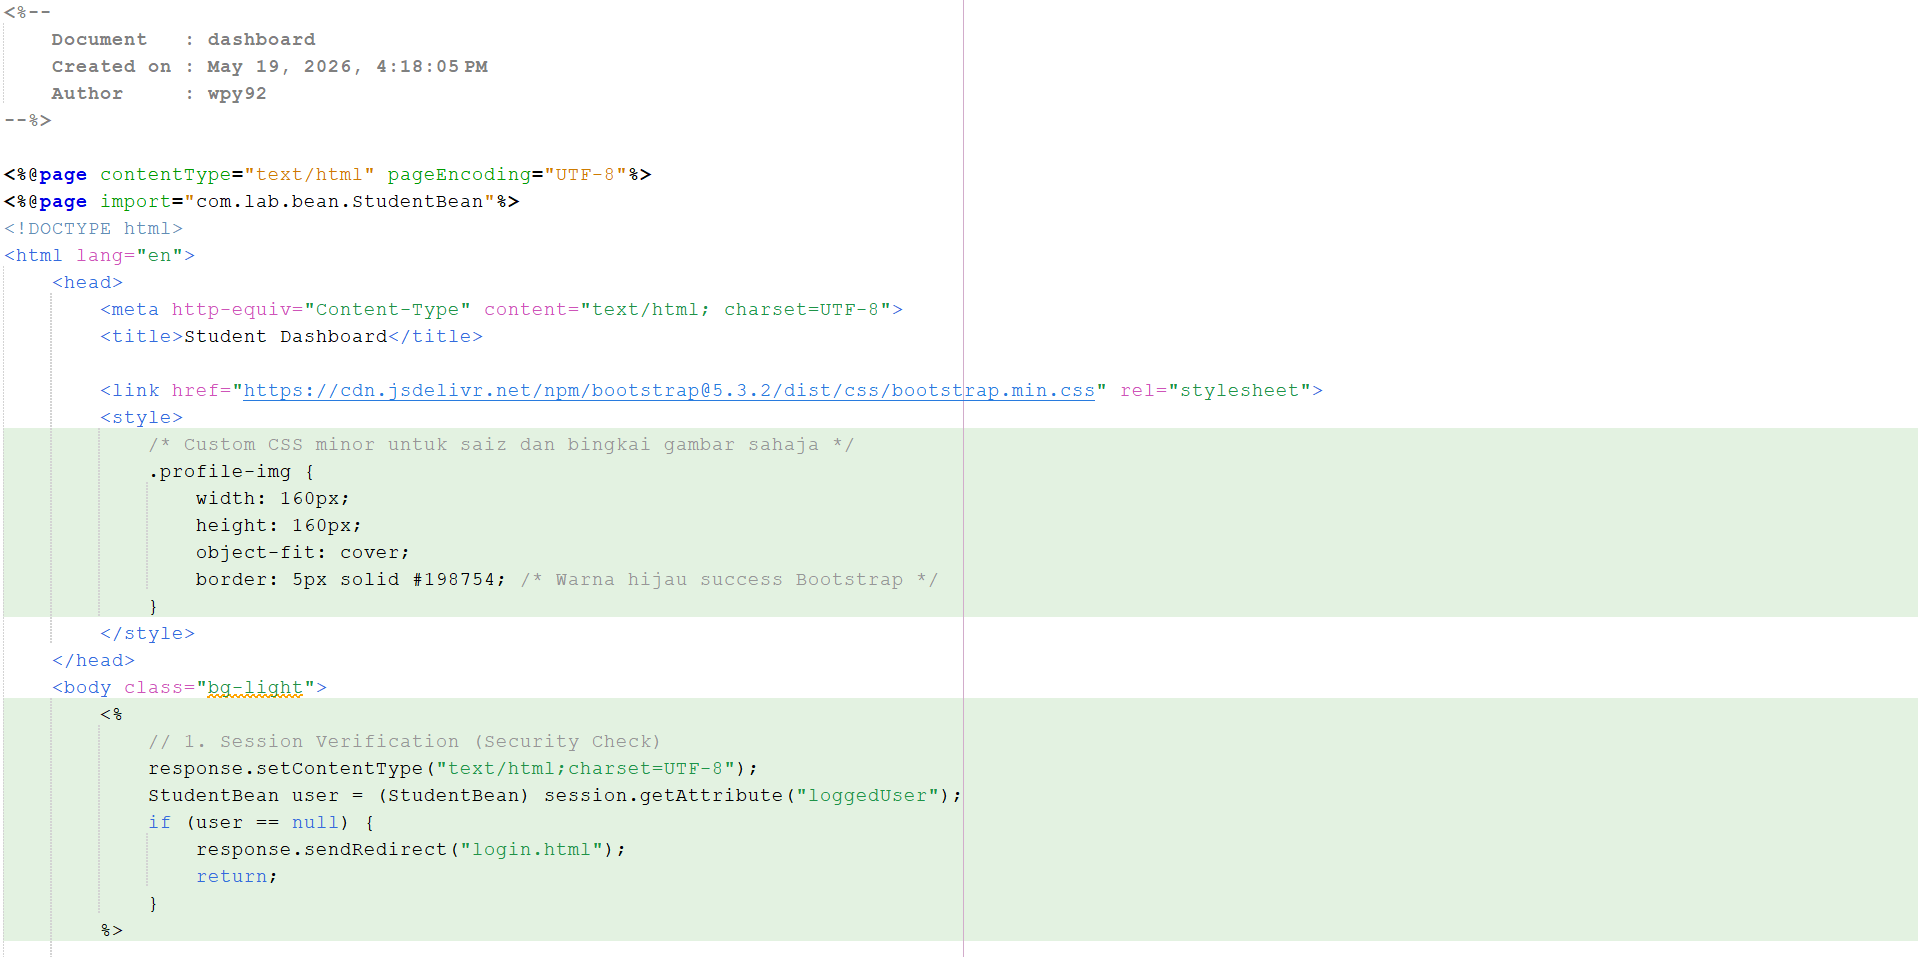 <%--
    Document   : dashboard
    Created on : May 19, 2026, 4:18:05 PM
    Author     : wpy92
--%>

<%@page contentType="text/html" pageEncoding="UTF-8"%>
<%@page import="com.lab.bean.StudentBean"%>
<!DOCTYPE html>
<html lang="en">
    <head>
        <meta http-equiv="Content-Type" content="text/html; charset=UTF-8">
        <title>Student Dashboard</title>

        <link href="https://cdn.jsdelivr.net/npm/bootstrap@5.3.2/dist/css/bootstrap.min.css" rel="stylesheet">
        <style>
            /* Custom CSS minor untuk saiz dan bingkai gambar sahaja */
            .profile-img {
                width: 160px;
                height: 160px;
                object-fit: cover;
                border: 5px solid #198754; /* Warna hijau success Bootstrap */
            }
        </style>
    </head>
    <body class="bg-light">
        <%
            // 1. Session Verification (Security Check)
            response.setContentType("text/html;charset=UTF-8");
            StudentBean user = (StudentBean) session.getAttribute("loggedUser");
            if (user == null) {
                response.sendRedirect("login.html");
                return;
            }
        %>